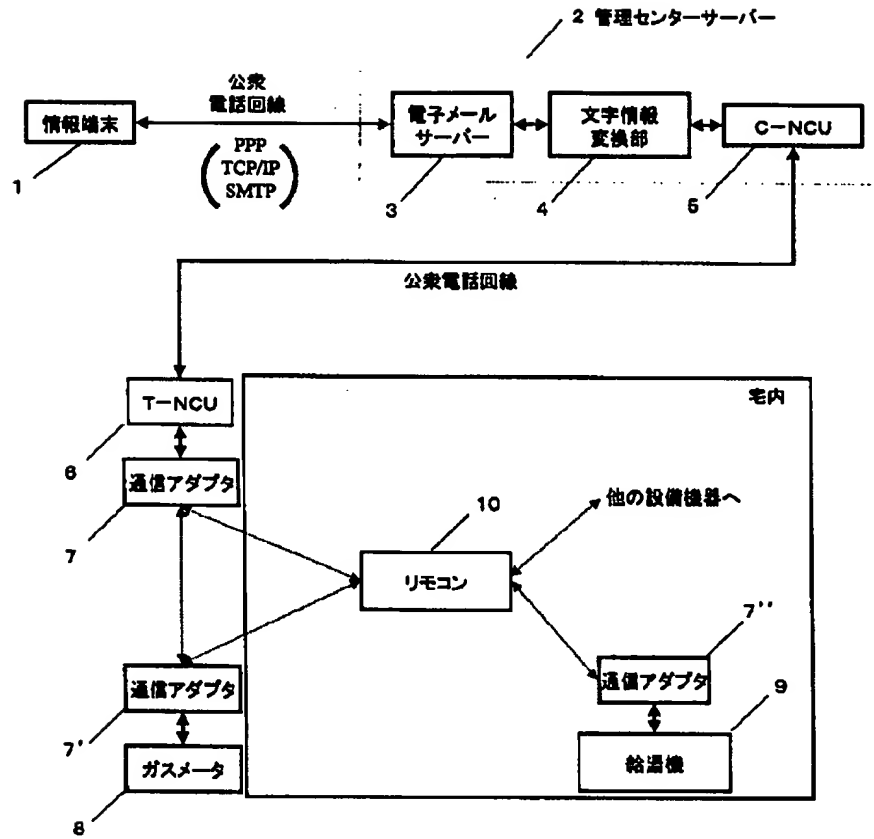 2 管理センターサーバー
公衆
電話回線
情報端末
電子メール
サーバー
文字情報
変換部
C-NCU
PPP
TCP/IP
SMTP
1
3
4
5
公衆電話回線
T-NCU
宅内
6
通信アダプタ
他の設備機器へ
10
7
リモコン
7''
通信アダプタ
通信アダプタ
9
7'
ガスメータ
給湯機
8